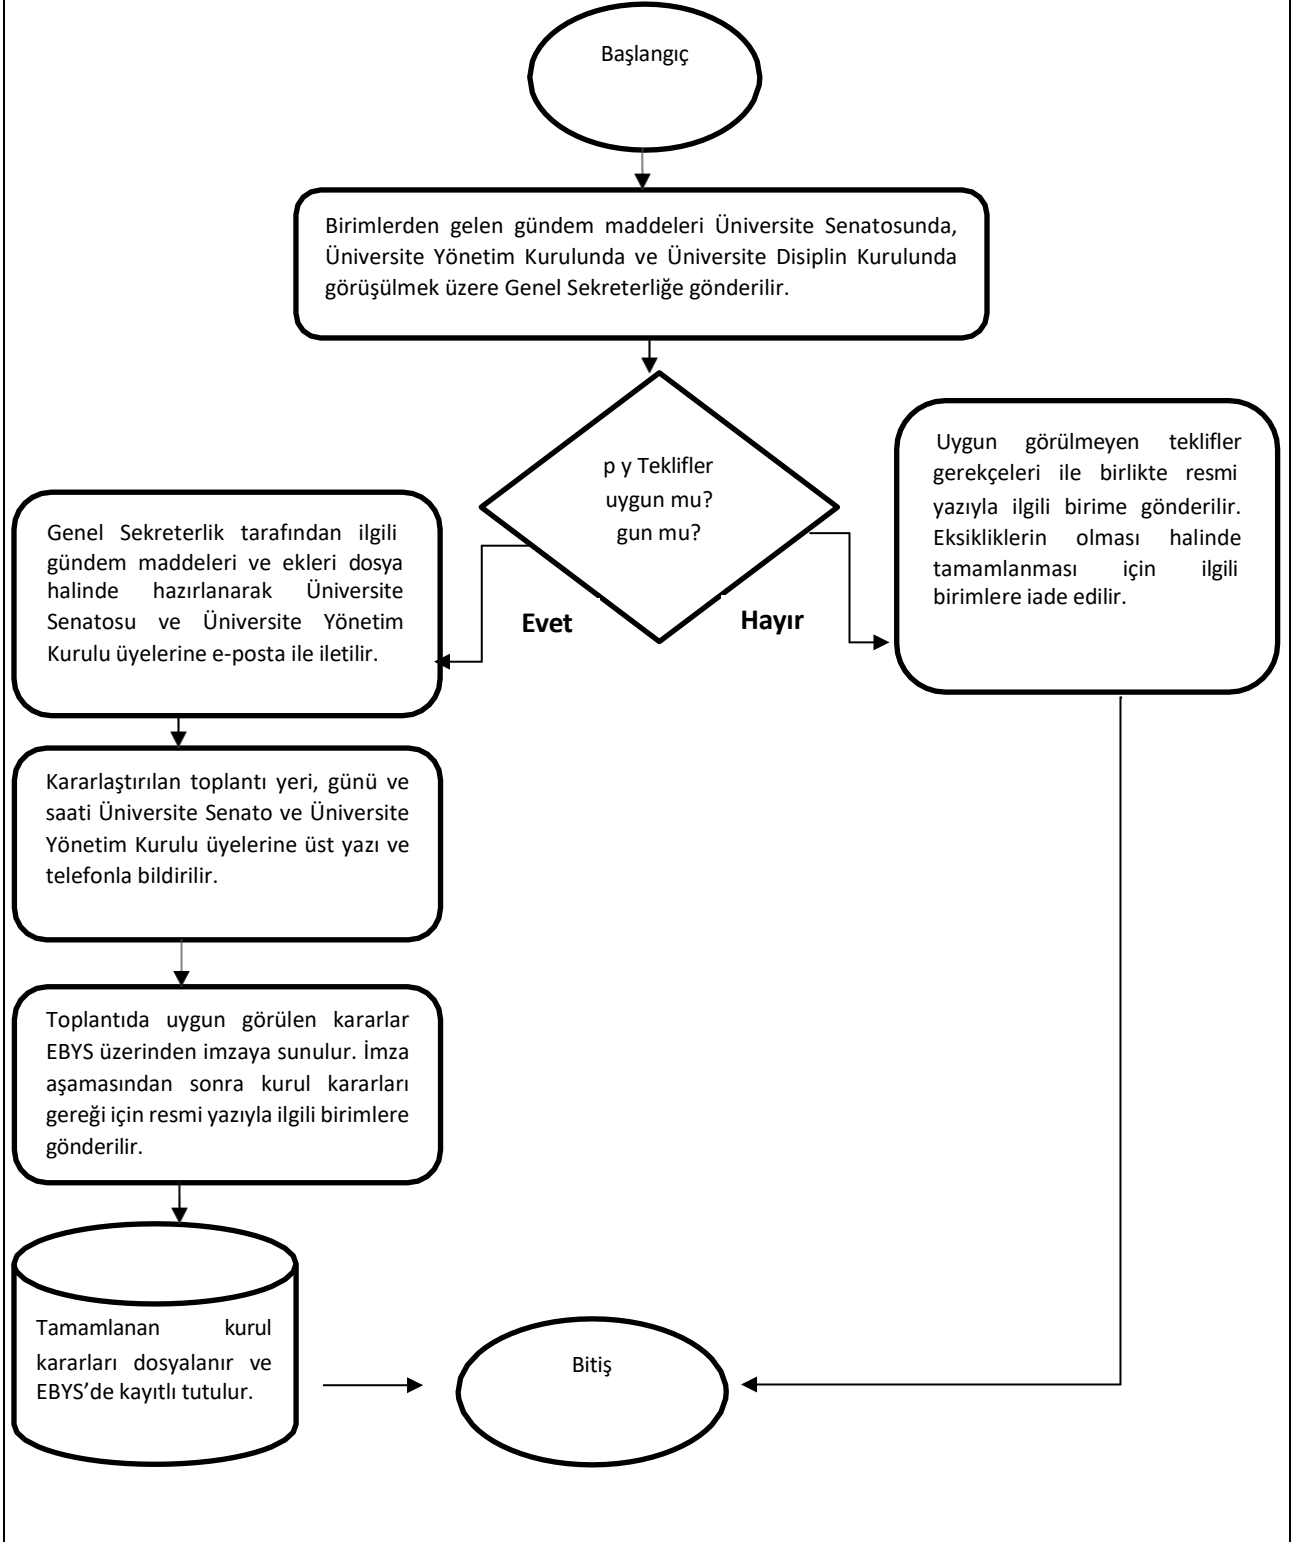 Başlangıç
Birimlerden gelen gündem maddeleri Üniversite Senatosunda,
Üniversite Yönetim Kurulunda ve Üniversite Disiplin Kurulunda
görüşülmek üzere Genel Sekreterliğe gönderilir.
p y Teklifler
uygun mu?
gun mu?
Evet
Hayır
Uygun görülmeyen teklifler
gerekçeleri ile birlikte resmi
yazıyla ilgili birime gönderilir.
Eksikliklerin olması halinde
tamamlanması için ilgili
birimlere iade edilir.
Genel Sekreterlik tarafından ilgili
gündem maddeleri ve ekleri dosya
halinde hazırlanarak Üniversite
Senatosu ve Üniversite Yönetim
Kurulu üyelerine e-posta ile iletilir.
Kararlaştırılan toplantı yeri, günü ve
saati Üniversite Senato ve Üniversite
Yönetim Kurulu üyelerine üst yazı ve
telefonla bildirilir.
Toplantıda uygun görülen kararlar
EBYS üzerinden imzaya sunulur. İmza
aşamasından sonra kurul kararları
gereği için resmi yazıyla ilgili birimlere
gönderilir.
Tamamlanan kurul
kararları dosyalanır ve
EBYS’de kayıtlı tutulur.
Bitiş